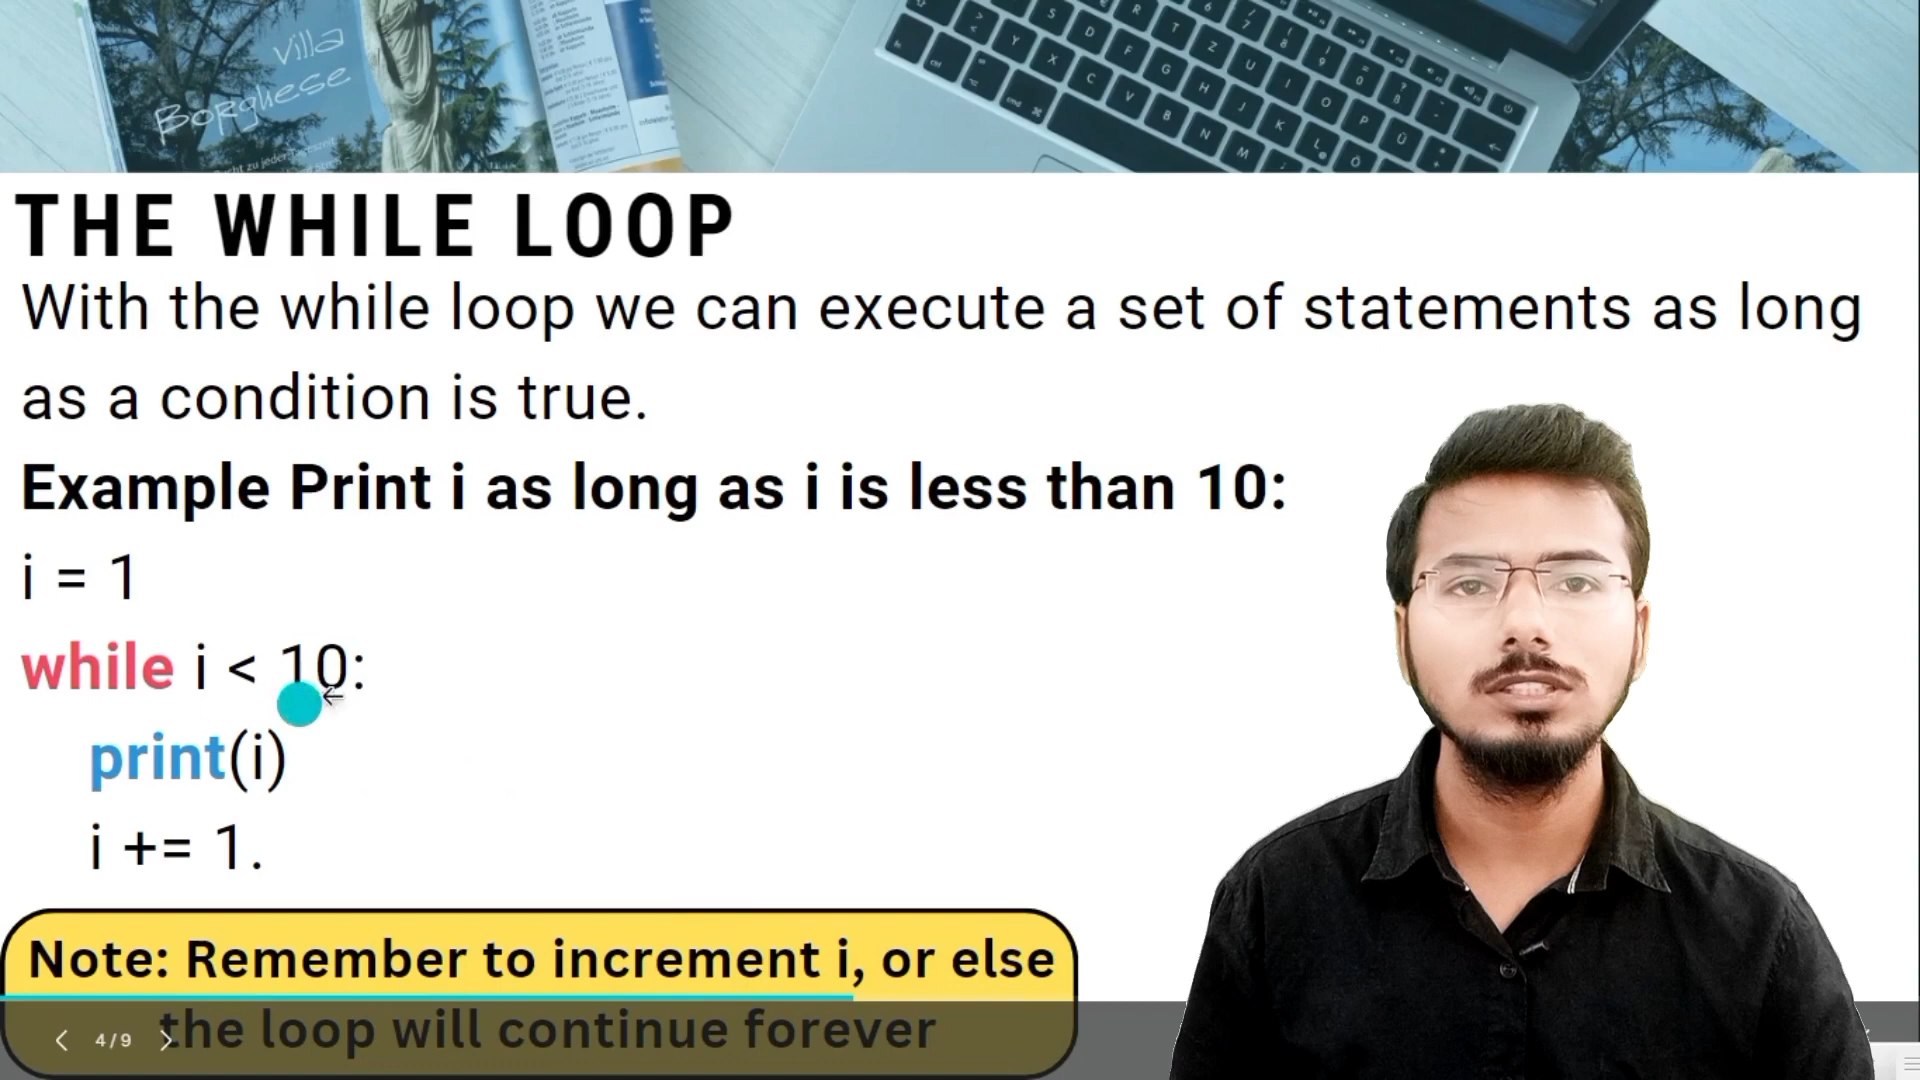 Villa
Borghese
THE WHILE LOOP
With the while loop we can execute a set of statements as long
as a condition is true.
Example Print i as long as i is less than 10:
i = 1
while i < 10:
print(i)
i += 1.
Note: Remember to increment i, or else
the loop will continue forever
4/9